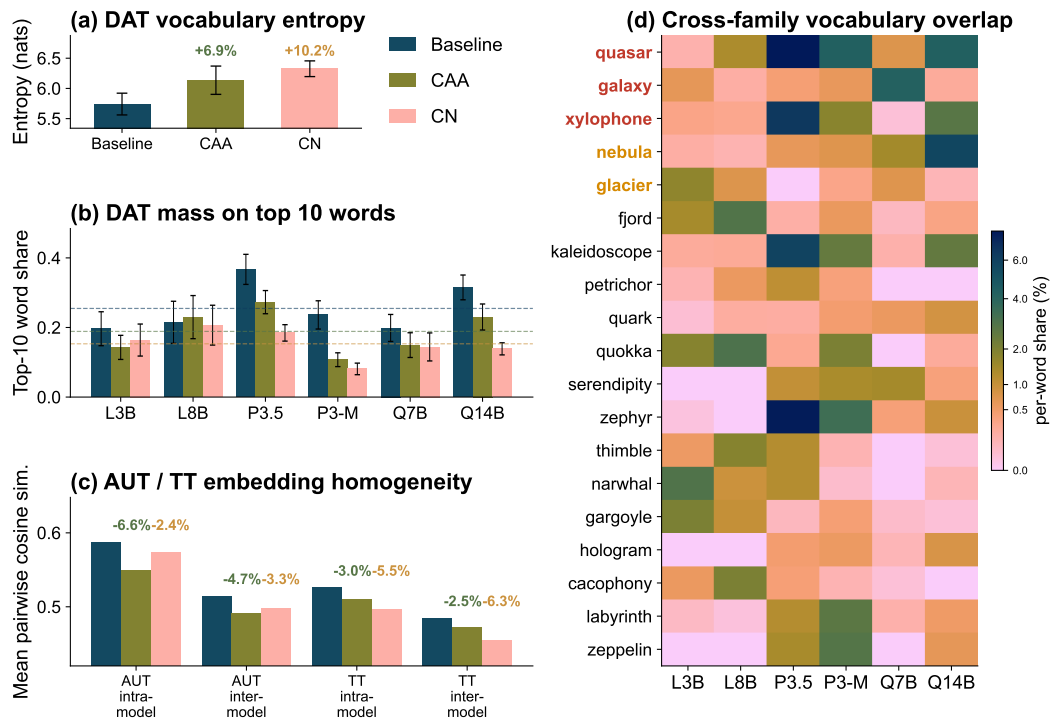 (a) DAT vocabulary entropy
Entropy (nats)
6.5
6.0
5.5
+6.9%
+10.2%
Baseline
CAA
CN
Baseline
CAA
CN
(b) DAT mass on top 10 words
Top-10 word share
0.4
0.2
0.0
L3B
L8B
P3.5
P3-M
Q7B
Q14B
(c) AUT / TT embedding homogeneity
Mean pairwise cosine sim.
0.6
0.5
-6.6%
-2.4%
-4.7%
-3.3%
-3.0%
-5.5%
-2.5%
-6.3%
AUT
intra-
model
AUT
inter-
model
TT
intra-
model
TT
inter-
model
(d) Cross-family vocabulary overlap
quasar
galaxy
xylophone
nebula
glacier
fjord
kaleidoscope
petrichor
quark
quokka
serendipity
zephyr
thimble
narwhal
gargoyle
hologram
cacophony
labyrinth
zeppelin
L3B
L8B
P3.5
P3-M
Q7B
Q14B
6.0
4.0
2.0
1.0
0.5
0.0
per-word share (%)